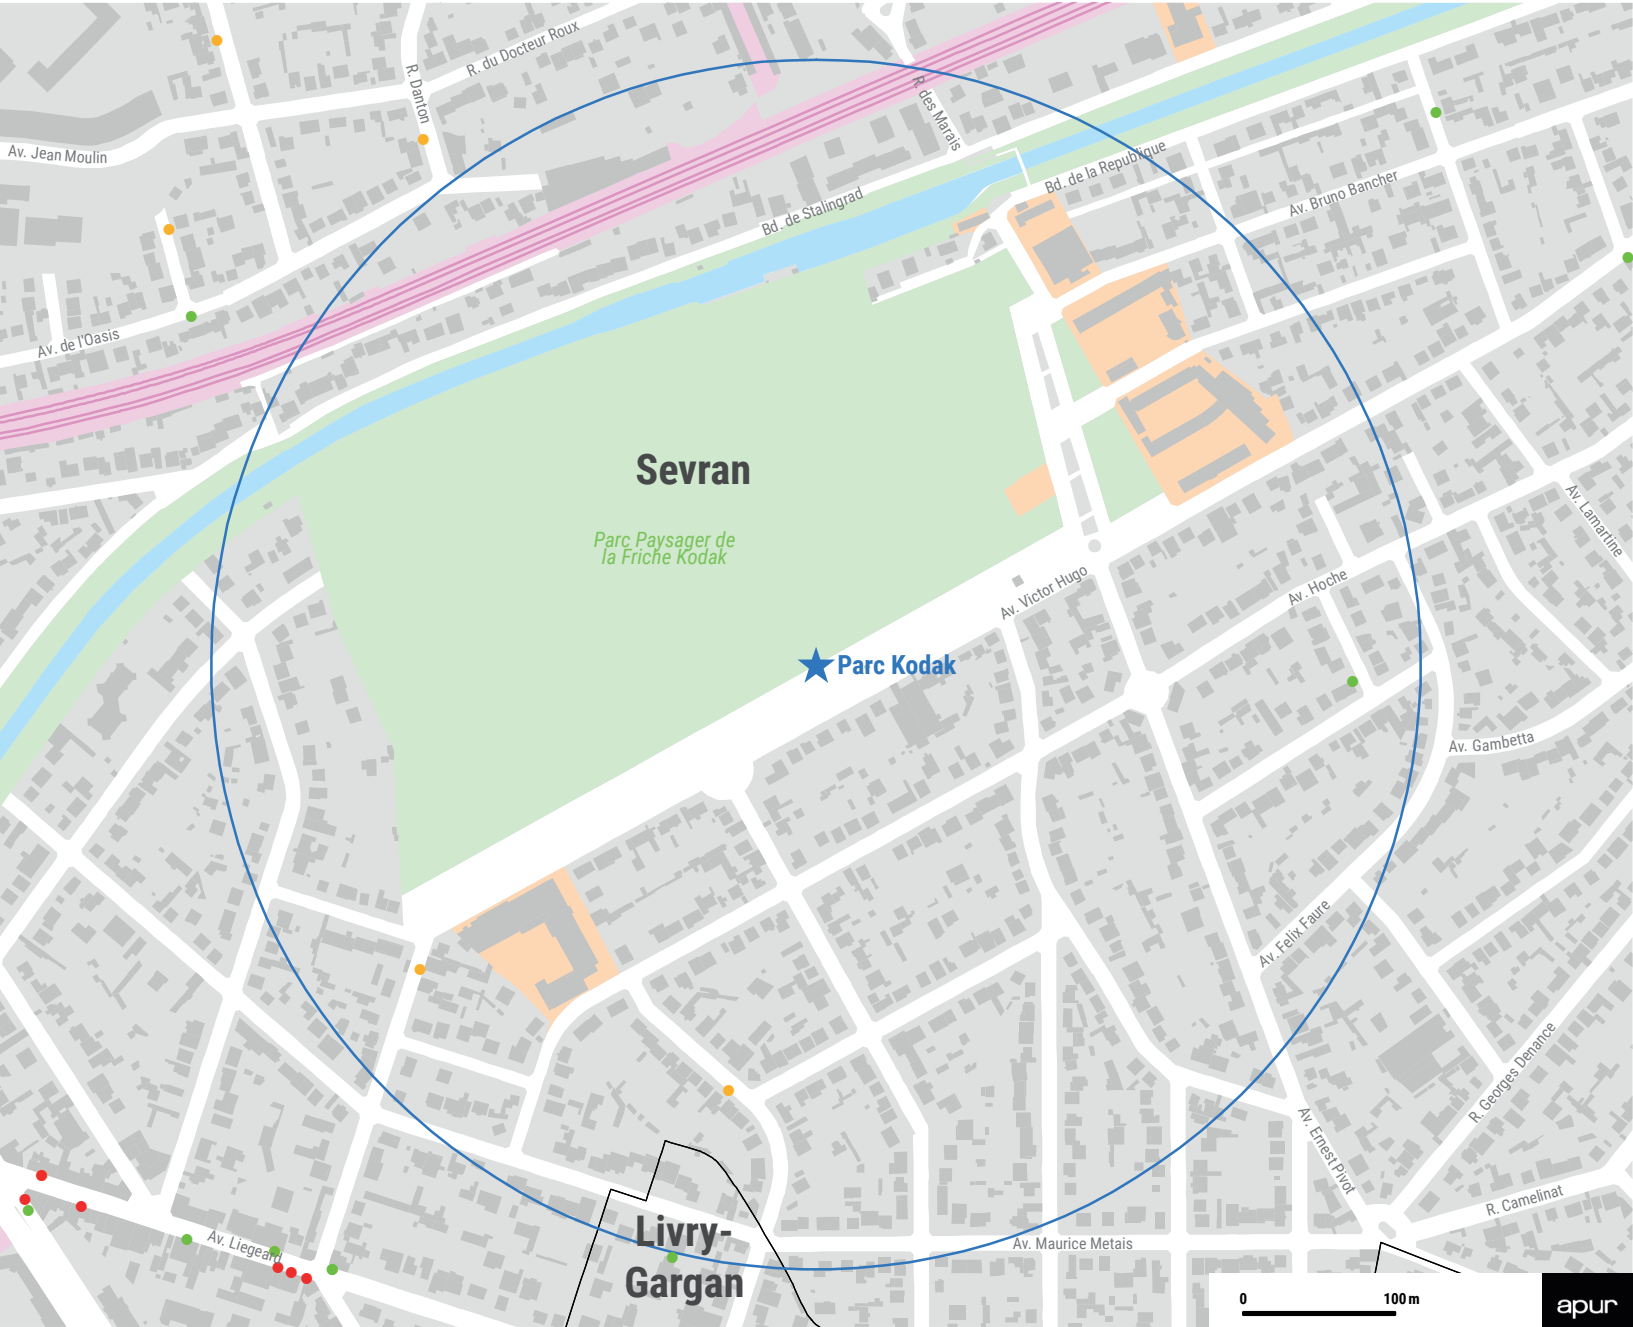 R. du Docteur Roux
R. Danton
R. des Marais
Av. Jean Moulin
Bd. de la Republique
Av. Bruno Bancher
Bd. de Stalingrad
Av. de l'Oasis
Sevran
Parc Paysager de
la Friche Kodak
Av. Lamartine
Av. Victor Hugo
Av. Hoche
Parc Kodak
Av. Gambetta
Av. Felix Faure
R. Georges Denance
Av. Ernest Pivot
R. Camelinat
Av. Liegeard
Livry-
Gargan
Av. Maurice Metais
0 100 m
apur